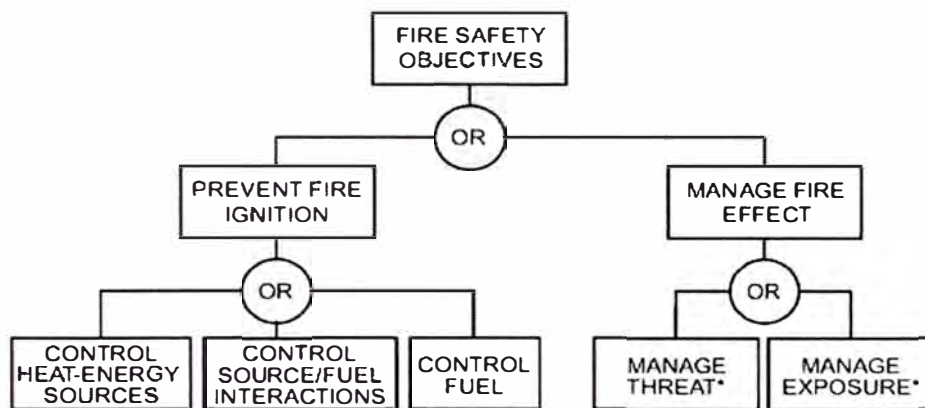 FIRE SAFETY
OBJECTIVES
OR
PREVENT FIRE
IGNITION
MANAGE FIRE
EFFECT
OR
OR
CONTROL
HEAT-ENERGY
SOURCES
CONTROL
SOURCE/FUEL
INTERACTIONS
CONTROL
FUEL
MANAGE
THREAT*
MANAGE
EXPOSURE*